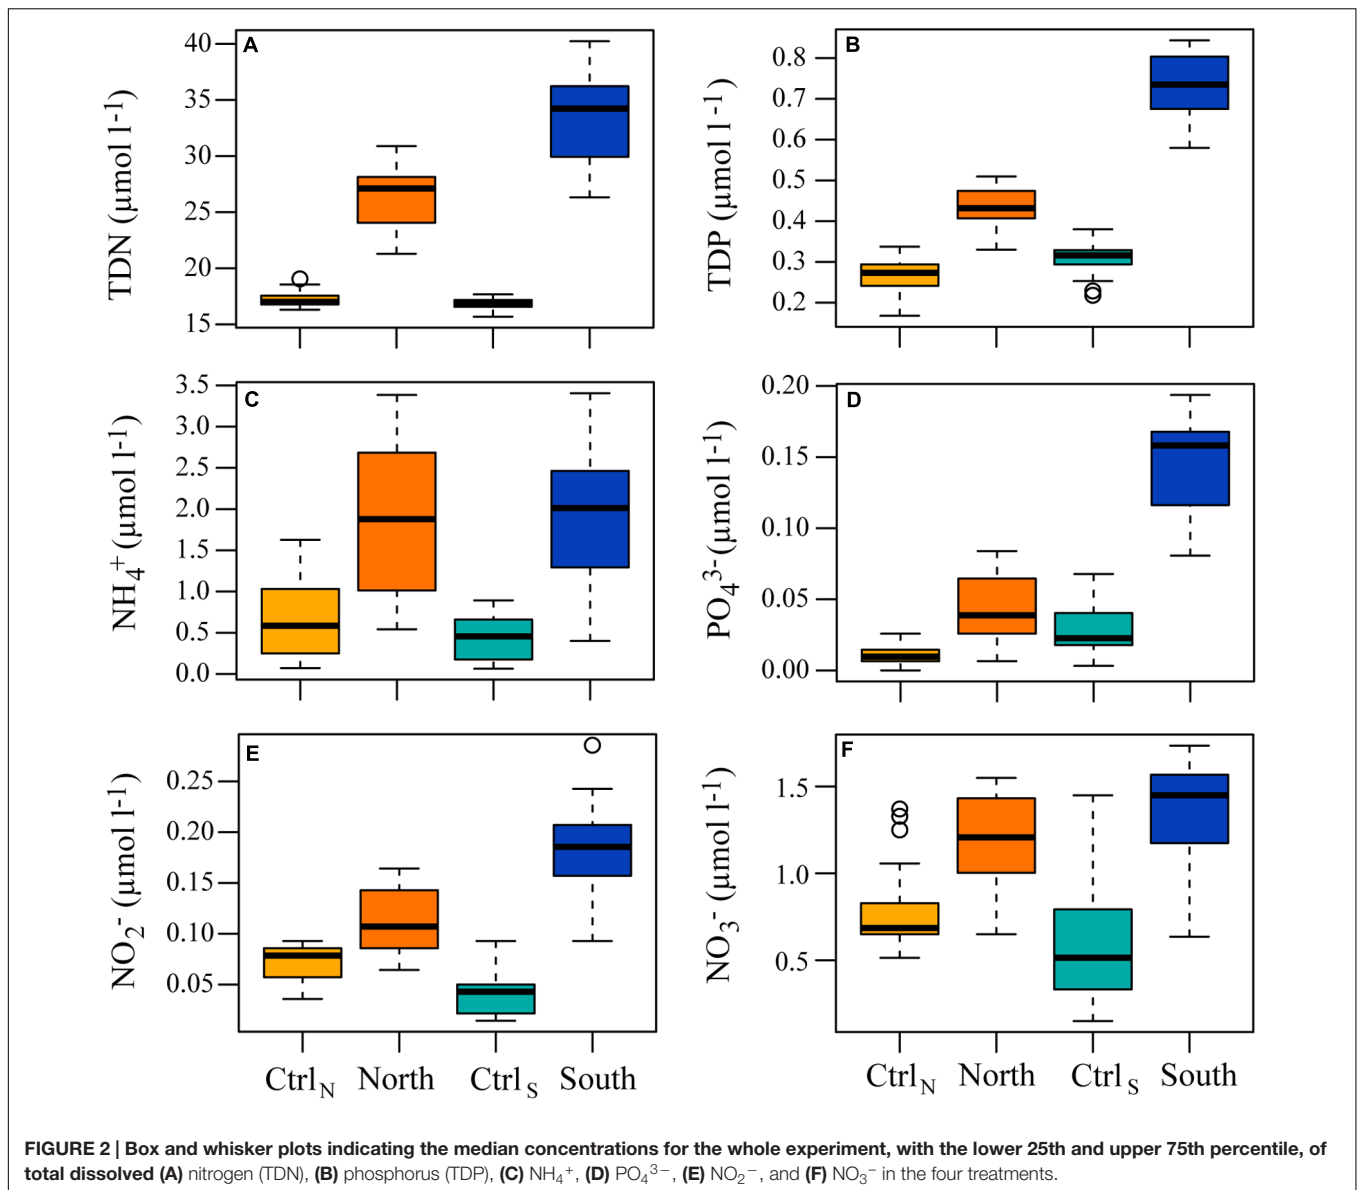 A
TDN (µmol l⁻¹)
40
35
30
25
20
15
B
TDP (µmol l⁻¹)
0.8
0.7
0.6
0.5
0.4
0.3
0.2
C
NH₄⁺ (µmol l⁻¹)
3.5
3.0
2.5
2.0
1.5
1.0
0.5
0.0
D
PO₄³⁻(µmol l⁻¹)
0.20
0.15
0.10
0.05
0.00
E
NO₂⁻ (µmol l⁻¹)
0.25
0.20
0.15
0.10
0.05
Ctrl N North Ctrl S South
F
NO₃⁻ (µmol l⁻¹)
1.5
1.0
0.5
Ctrl N North Ctrl S South
FIGURE 2 | Box and whisker plots indicating the median concentrations for the whole experiment, with the lower 25th and upper 75th percentile, of
total dissolved (A) nitrogen (TDN), (B) phosphorus (TDP), (C) NH₄⁺, (D) PO₄³⁻, (E) NO₂⁻, and (F) NO₃⁻ in the four treatments.